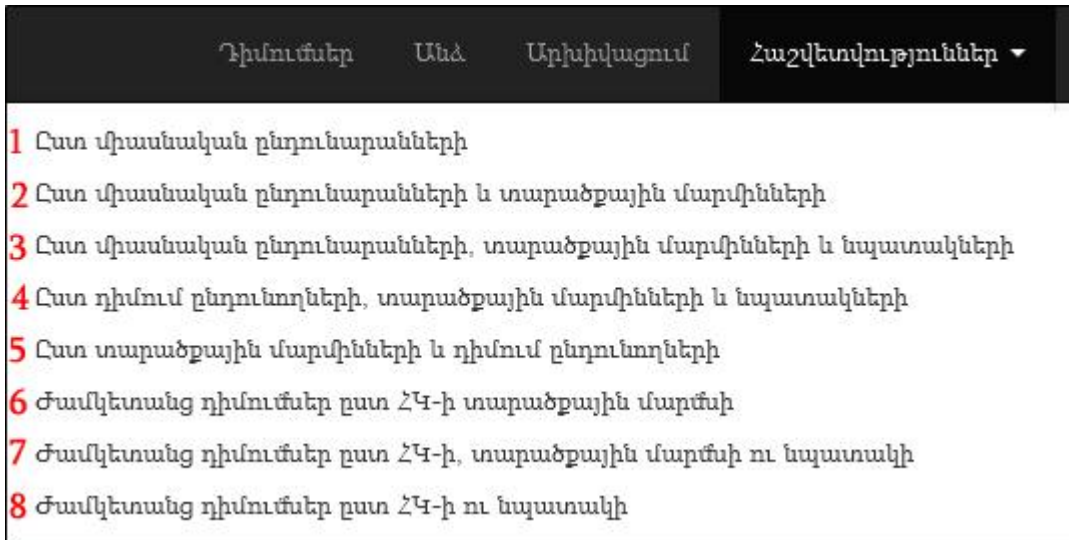 Դիմումներ Անձ Արխիվացում Հաշվետվություններ
1 Ըստ միասնական ընդունարանների
2 Ըստ միասնական ընդունարանների և տարածքային մարմինների
3 Ըստ միասնական ընդունարանների, տարածքային մարմինների և նպատակների
4 Ըստ դիմում ընդունողների, տարածքային մարմինների և նպատակների
5 Ըստ տարածքային մարմինների և դիմում ընդունողների
6 Ժամկետանց դիմումներ ըստ ՀԿ-ի տարածքային մարմնի
7 Ժամկետանց դիմումներ ըստ ՀԿ-ի, տարածքային մարմնի ու նպատակի
8 Ժամկետանց դիմումներ ըստ ՀԿ-ի ու նպատակի